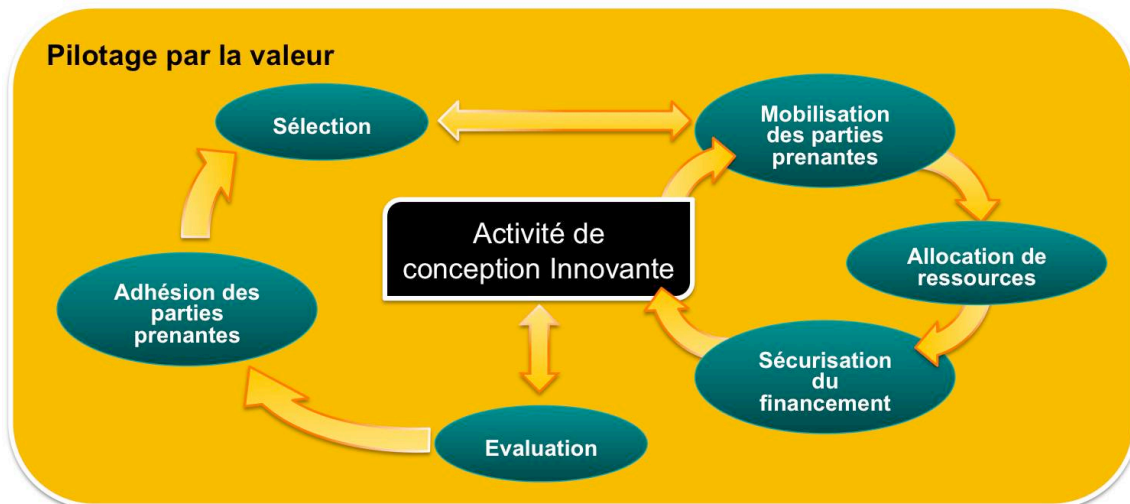 Pilotage par la valeur
Sélection
Mobilisation
des parties
prenantes
Activité de
conception Innovante
Allocation de
ressources
Adhésion des
parties
prenantes
Sécurisation
du
financement
Evaluation